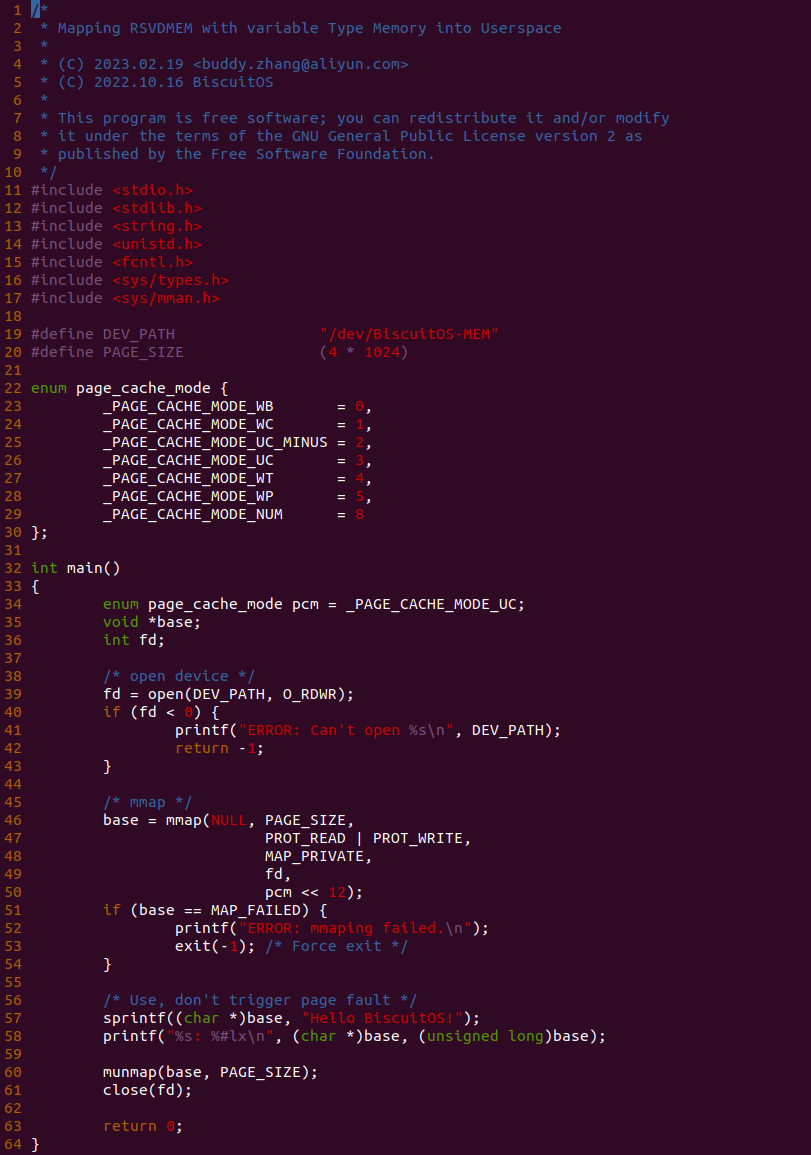 1 /*
2  * Mapping RSVDMEM with variable Type Memory into Userspace
3  *
4  * (C) 2023.02.19 <buddy.zhang@aliyun.com>
5  * (C) 2022.10.16 BiscuitOS
6  *
7  * This program is free software; you can redistribute it and/or modify
8  * it under the terms of the GNU General Public License version 2 as
9  * published by the Free Software Foundation.
10  */
11 #include <stdio.h>
12 #include <stdlib.h>
13 #include <string.h>
14 #include <unistd.h>
15 #include <fcntl.h>
16 #include <sys/types.h>
17 #include <sys/mman.h>
18
19 #define DEV_PATH                "/dev/BiscuitOS-MEM"
20 #define PAGE_SIZE               (4 * 1024)
21
22 enum page_cache_mode {
23         _PAGE_CACHE_MODE_WB       = 0,
24         _PAGE_CACHE_MODE_WC       = 1,
25         _PAGE_CACHE_MODE_UC_MINUS = 2,
26         _PAGE_CACHE_MODE_UC       = 3,
27         _PAGE_CACHE_MODE_WT       = 4,
28         _PAGE_CACHE_MODE_WP       = 5,
29         _PAGE_CACHE_MODE_NUM      = 8
30 };
31
32 int main()
33 {
34         enum page_cache_mode pcm = _PAGE_CACHE_MODE_UC;
35         void *base;
36         int fd;
37
38         /* open device */
39         fd = open(DEV_PATH, O_RDWR);
40         if (fd < 0) {
41                 printf("ERROR: Can't open %s\n", DEV_PATH);
42                 return -1;
43         }
44
45         /* mmap */
46         base = mmap(NULL, PAGE_SIZE,
47                           PROT_READ | PROT_WRITE,
48                           MAP_PRIVATE,
49                           fd,
50                           pcm << 12);
51         if (base == MAP_FAILED) {
52                 printf("ERROR: mmaping failed.\n");
53                 exit(-1); /* Force exit */
54         }
55
56         /* Use, don't trigger page fault */
57         sprintf((char *)base, "Hello BiscuitOS!");
58         printf("%s: %#lx\n", (char *)base, (unsigned long)base);
59
60         munmap(base, PAGE_SIZE);
61         close(fd);
62
63         return 0;
64 }